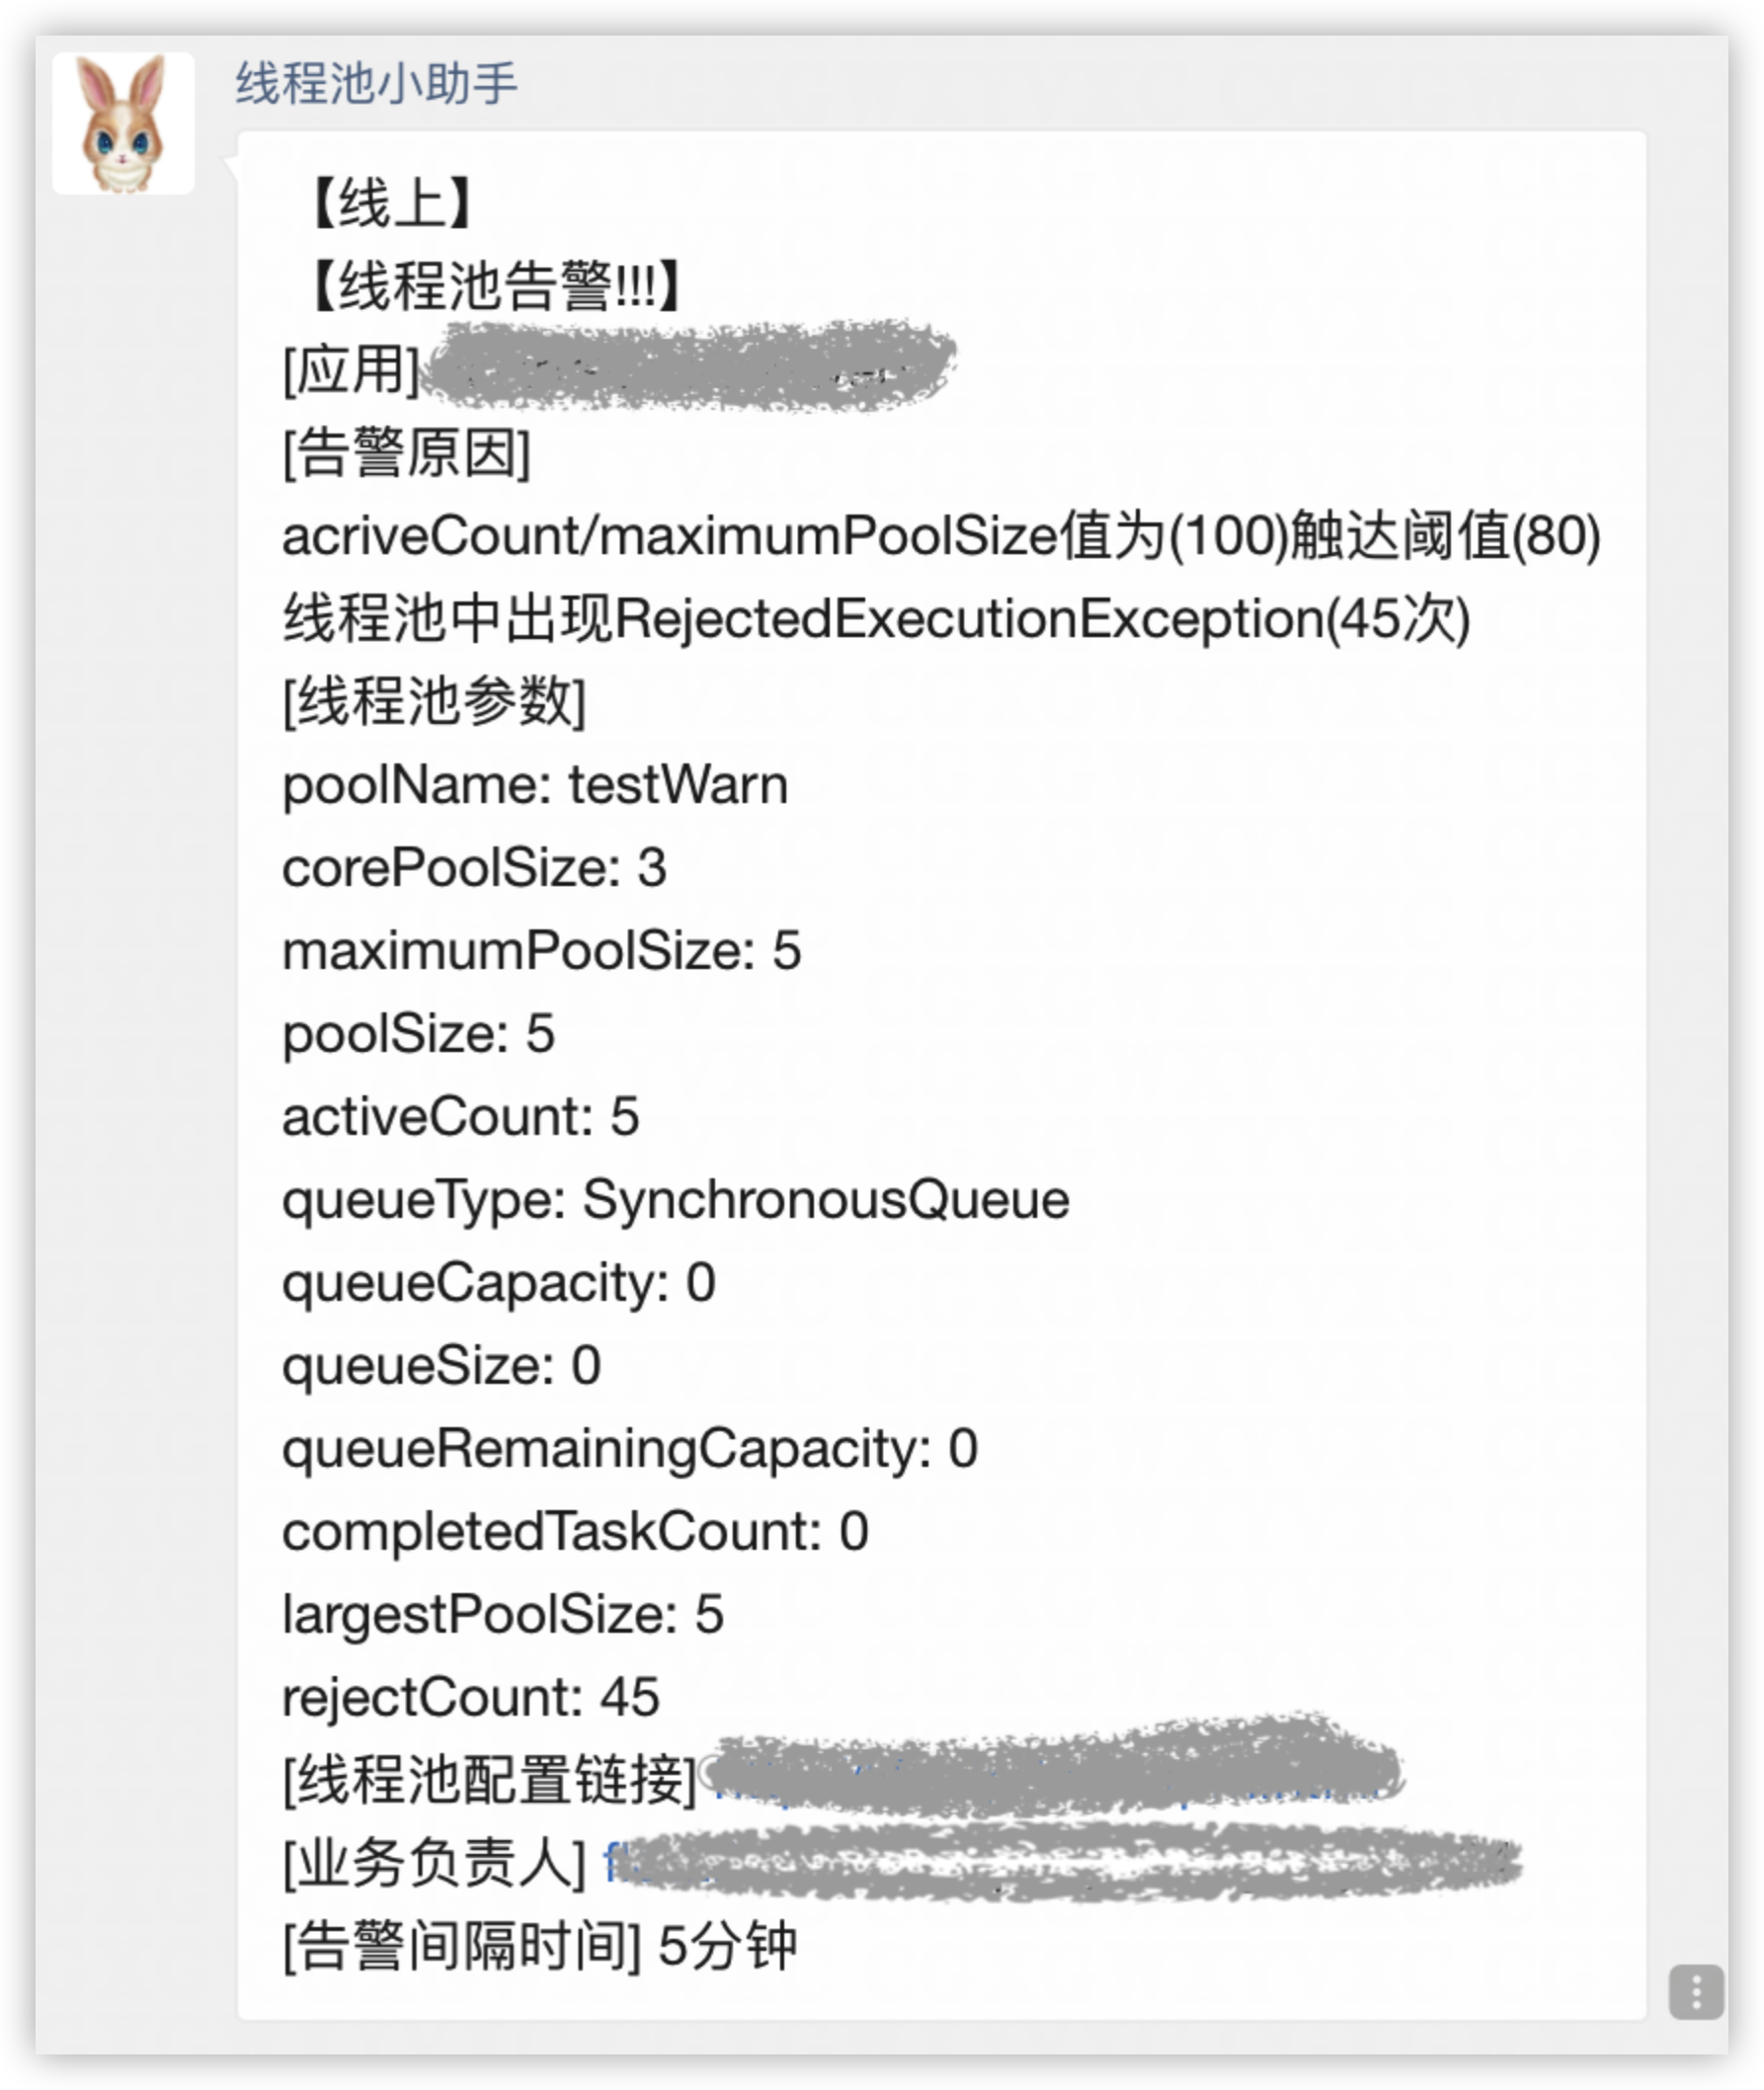 线程池小助手
【线上】
【线程池告警!!!】
[应用]
[告警原因]
acriveCount/maximumPoolSize值为(100)触达阈值(80)
线程池中出现RejectedExecutionException(45次)
[线程池参数]
poolName: testWarn
corePoolSize: 3
maximumPoolSize: 5
poolSize: 5
activeCount: 5
queueType: SynchronousQueue
queueCapacity: 0
queueSize: 0
queueRemainingCapacity: 0
completedTaskCount: 0
largestPoolSize: 5
rejectCount: 45
[线程池配置链接]
[业务负责人]
[告警间隔时间] 5分钟